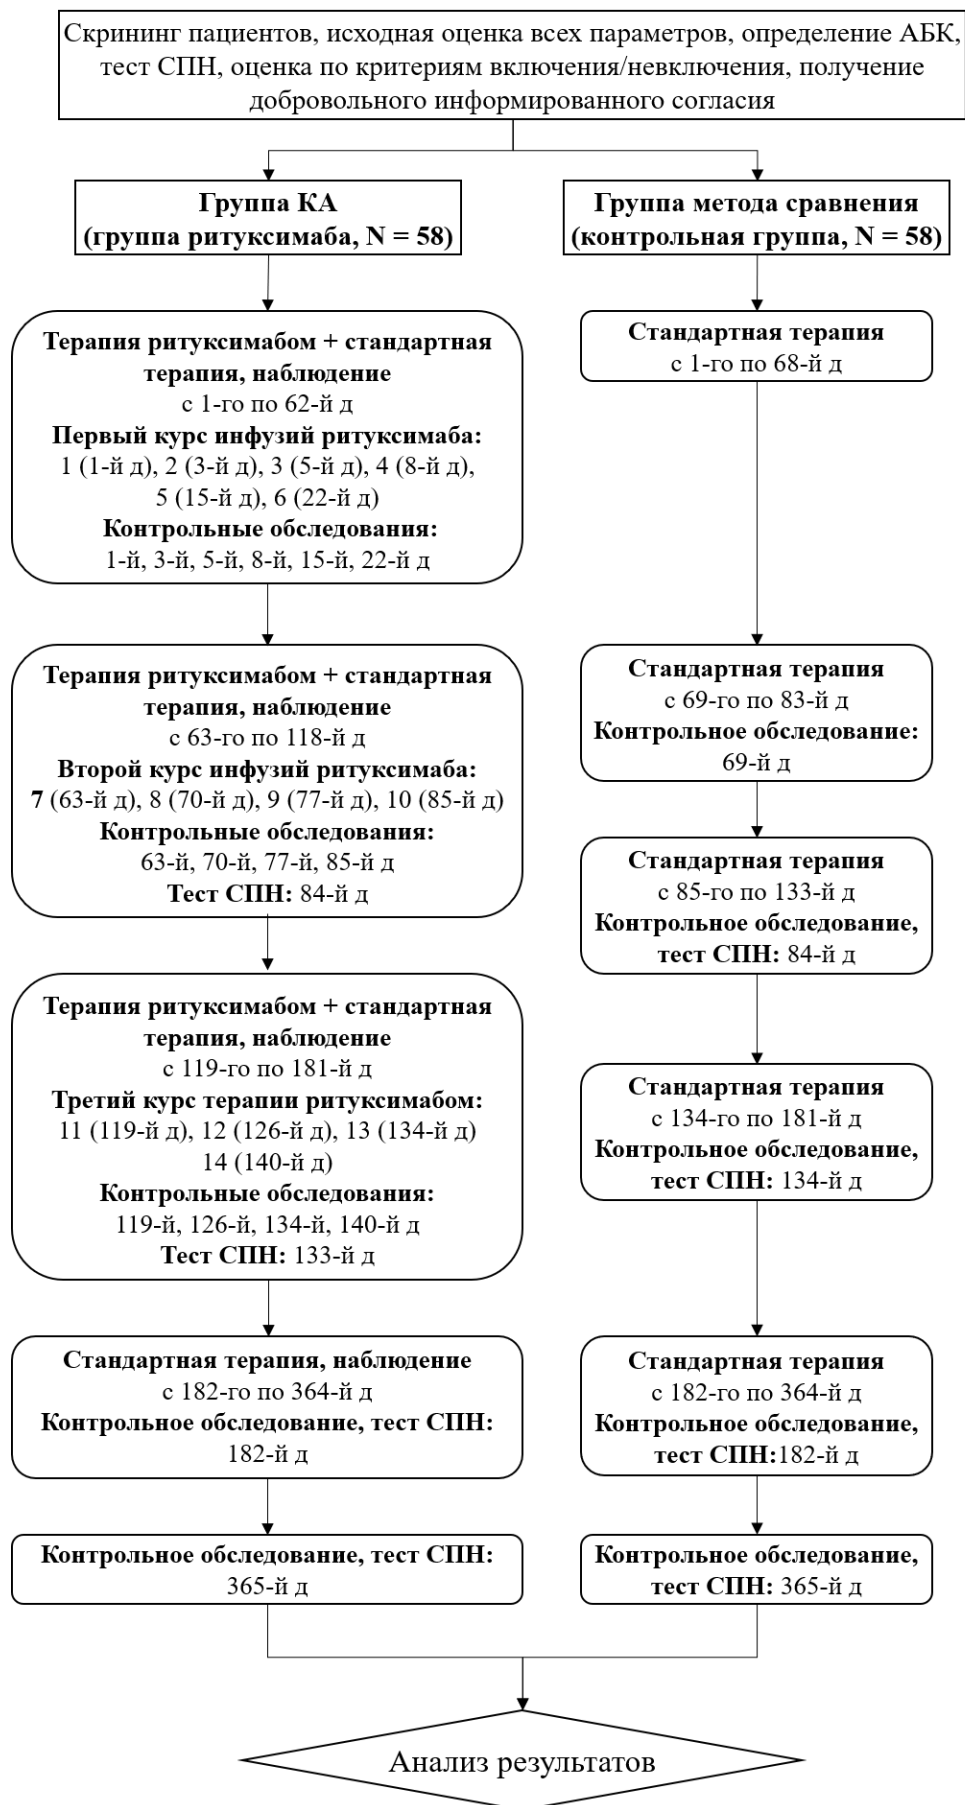 Скрининг пациентов, исходная оценка всех параметров, определение АБК,
тест СПН, оценка по критериям включения/невключения, получение
добровольного информированного согласия
Группа КА
(группа ритуксимаба, N = 58)
Терапия ритуксимабом + стандартная
терапия, наблюдение
с 1-го по 62-й д
Первый курс инфузий ритуксимаба:
1 (1-й д), 2 (3-й д), 3 (5-й д), 4 (8-й д),
5 (15-й д), 6 (22-й д)
Контрольные обследования:
1-й, 3-й, 5-й, 8-й, 15-й, 22-й д
Терапия ритуксимабом + стандартная
терапия, наблюдение
с 63-го по 118-й д
Второй курс инфузий ритуксимаба:
7 (63-й д), 8 (70-й д), 9 (77-й д), 10 (85-й д)
Контрольные обследования:
63-й, 70-й, 77-й, 85-й д
Тест СПН: 84-й д
Терапия ритуксимабом + стандартная
терапия, наблюдение
с 119-го по 181-й д
Третий курс терапии ритуксимабом:
11 (119-й д), 12 (126-й д), 13 (134-й д)
14 (140-й д)
Контрольные обследования:
119-й, 126-й, 134-й, 140-й д
Тест СПН: 133-й д
Стандартная терапия, наблюдение
с 182-го по 364-й д
Контрольное обследование, тест СПН:
182-й д
Контрольное обследование, тест СПН:
365-й д
Группа метода сравнения
(контрольная группа, N = 58)
Стандартная терапия
с 1-го по 68-й д
Стандартная терапия
с 69-го по 83-й д
Контрольное обследование:
69-й д
Стандартная терапия
с 85-го по 133-й д
Контрольное обследование,
тест СПН: 84-й д
Стандартная терапия
с 134-го по 181-й д
Контрольное обследование,
тест СПН: 134-й д
Стандартная терапия
с 182-го по 364-й д
Контрольное обследование,
тест СПН:182-й д
Контрольное обследование,
тест СПН: 365-й д
Анализ результатов